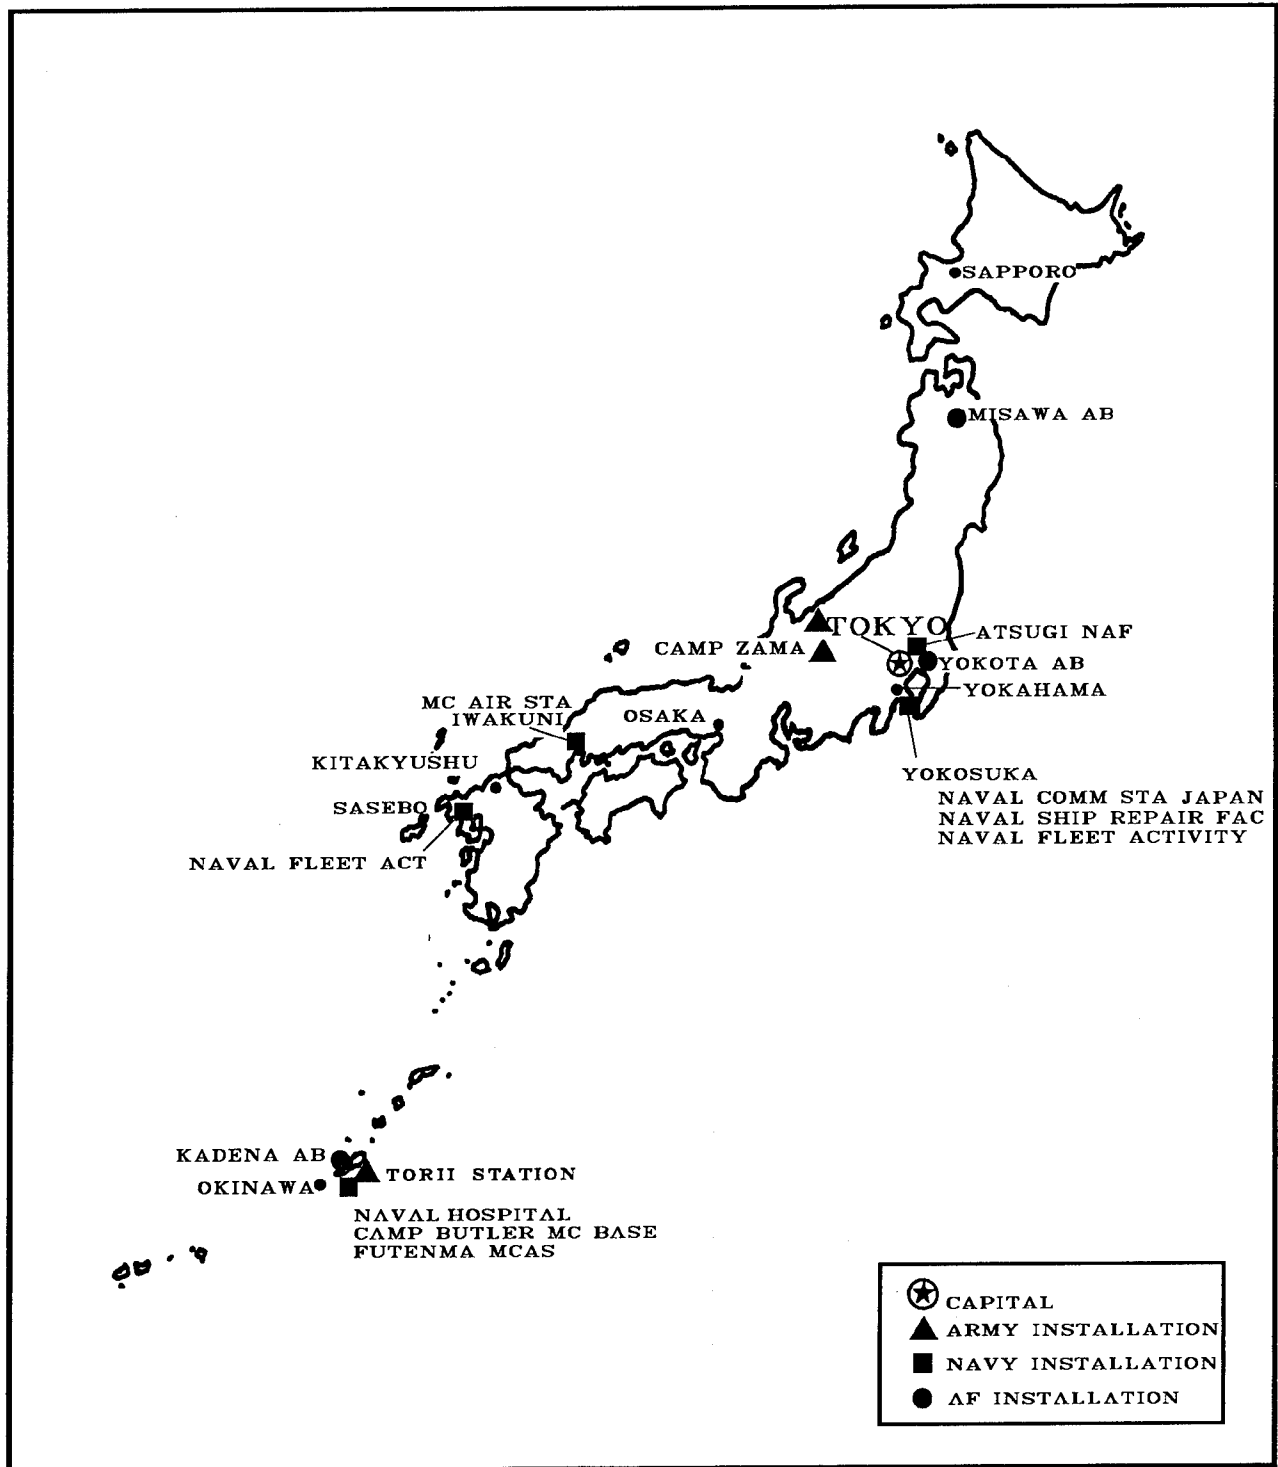 SAPPORO
MISAWA AB
TOKYO
ATSUGI NAF
CAMP ZAMA
YOKOTA AB
YOKAHAMA
MC AIR STA
IWAKUNI
OSAKA
KITAKYUSHU
YOKOSUKA
NAVAL COMM STA JAPAN
NAVAL SHIP REPAIR FAC
NAVAL FLEET ACTIVITY
SASEBO
NAVAL FLEET ACT
KADENA AB
TORII STATION
OKINAWA
NAVAL HOSPITAL
CAMP BUTLER MC BASE
FUTENMA MCAS
CAPITAL
ARMY INSTALLATION
NAVY INSTALLATION
AF INSTALLATION